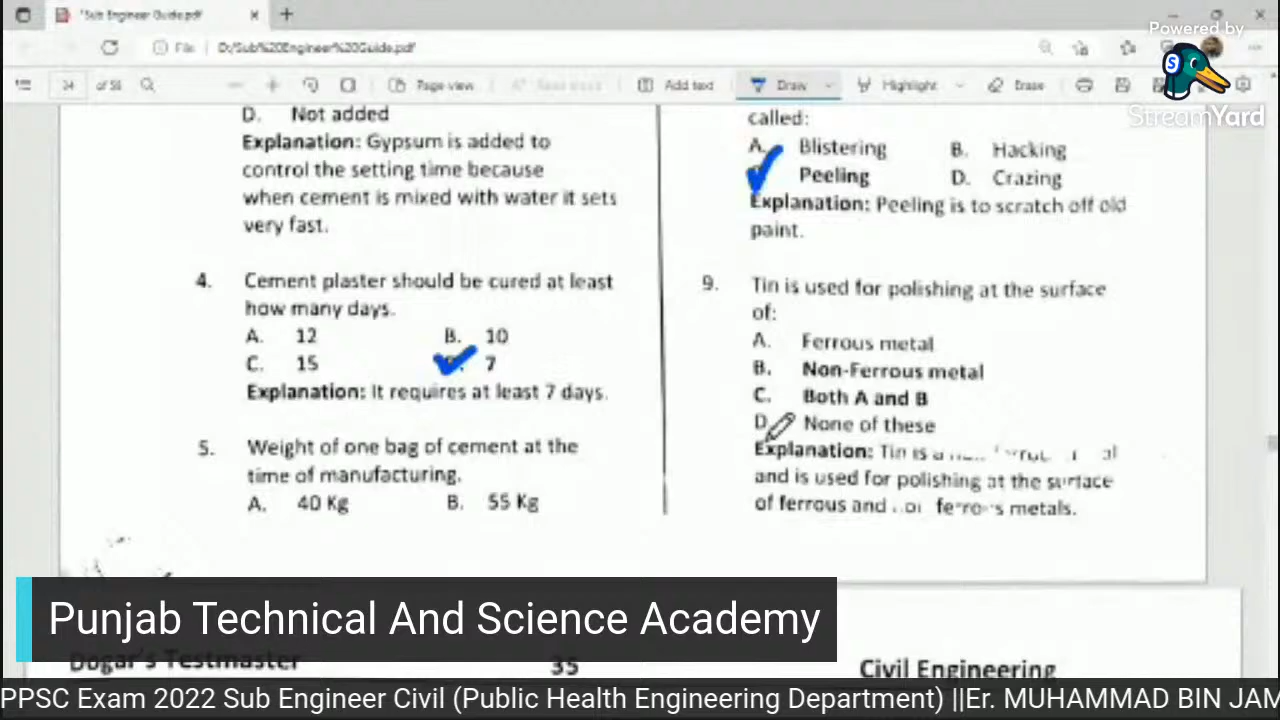 *Sub Engineer Guide.pdf
File
D:/Sub%20Engineer%20Guide.pdf
Powered by
StreamYard
34
of 56
Page view
Add text
Draw
Highlight
Erase
D. Not added
Explanation: Gypsum is added to
control the setting time because
when cement is mixed with water it sets
very fast.
4. Cement plaster should be cured at least
how many days.
A. 12 B. 10
C. 15 7
Explanation: It requires at least 7 days.
5. Weight of one bag of cement at the
time of manufacturing.
A. 40 Kg B. 55 Kg
called:
A. Blistering B. Hacking
Peeling D. Crazing
Explanation: Peeling is to scratch off old
paint.
9. Tin is used for polishing at the surface
of:
A. Ferrous metal
B. Non-Ferrous metal
C. Both A and B
D. None of these
Explanation: Tin is a
and is used for polishing at the surface
of ferrous and metals.
Punjab Technical And Science Academy
Dogar's Testmaster 35 Civil Engineering
PPSC Exam 2022 Sub Engineer Civil (Public Health Engineering Department) ||Er. MUHAMMAD BIN JAM